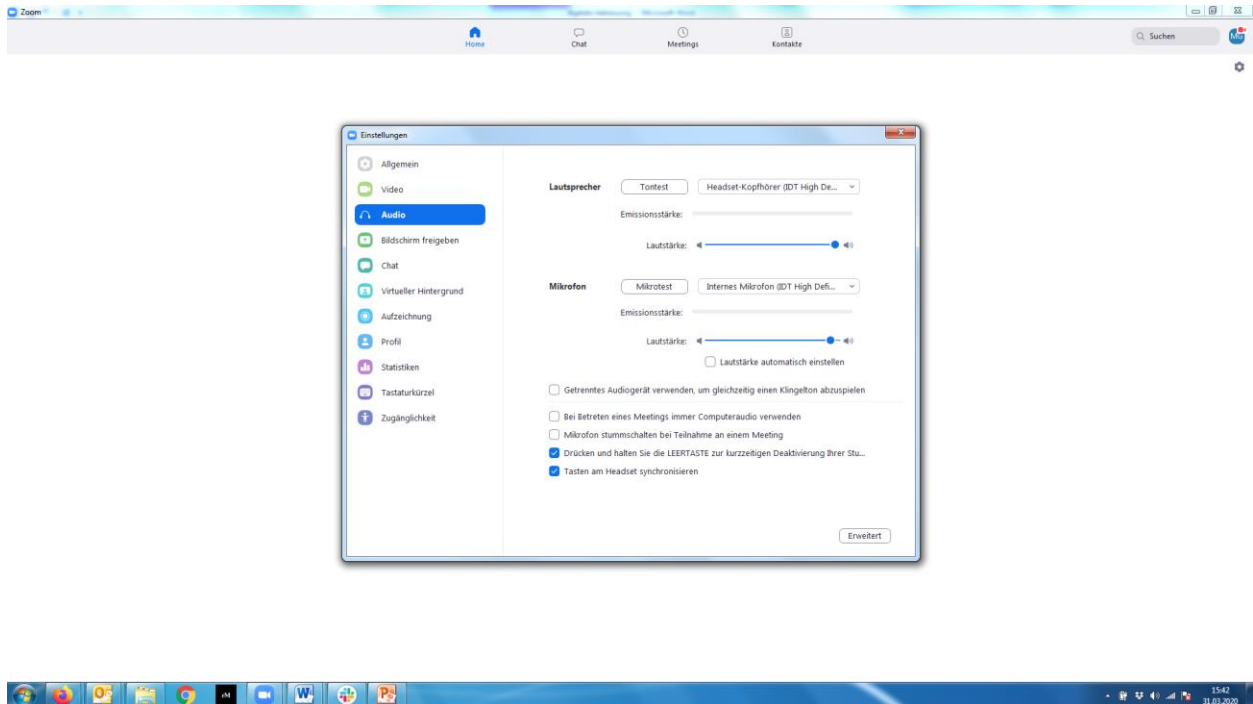 Zoom
Home
Chat
Meetings
Kontakte
Suchen
MG
Einstellungen
Allgemein
Video
Audio
Bildschirm freigeben
Chat
Virtueller Hintergrund
Aufzeichnung
Profil
Statistiken
Tastaturkürzel
Zugänglichkeit
Lautsprecher Tontest Headset-Kopfhörer (IDT High De...
Emissionsstärke:
Lautstärke:
Mikrofon Mikrotest Internes Mikrofon (IDT High Defi...
Emissionsstärke:
Lautstärke:
Lautstärke automatisch einstellen
Getrenntes Audiogerät verwenden, um gleichzeitig einen Klingelton abzuspielen
Bei Betreten eines Meetings immer Computeraudio verwenden
Mikrofon stummschalten bei Teilnahme an einem Meeting
Drücken und halten Sie die LEERTASTE zur kurzzeitigen Deaktivierung Ihrer Stu...
Tasten am Headset synchronisieren
Erweitert
15:42
31.03.2020